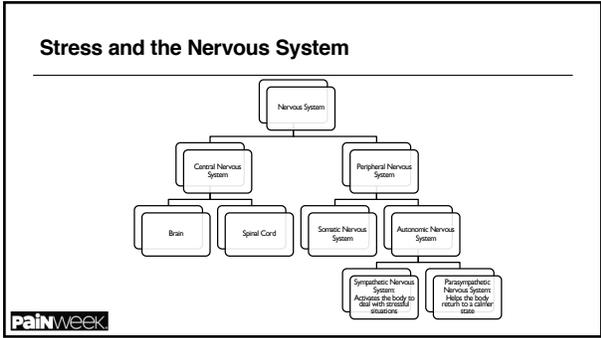 Stress and the Nervous System
Nervous System
Central Nervous
System
Peripheral Nervous
System
Brain
Spinal Cord
Somatic Nervous
System
Autonomic Nervous
System
Sympathetic Nervous
System:
Activates the body to
deal with stressful
situations
Parasympathetic
Nervous System:
Helps the body
return to a calmer
state
PAINWEEK.